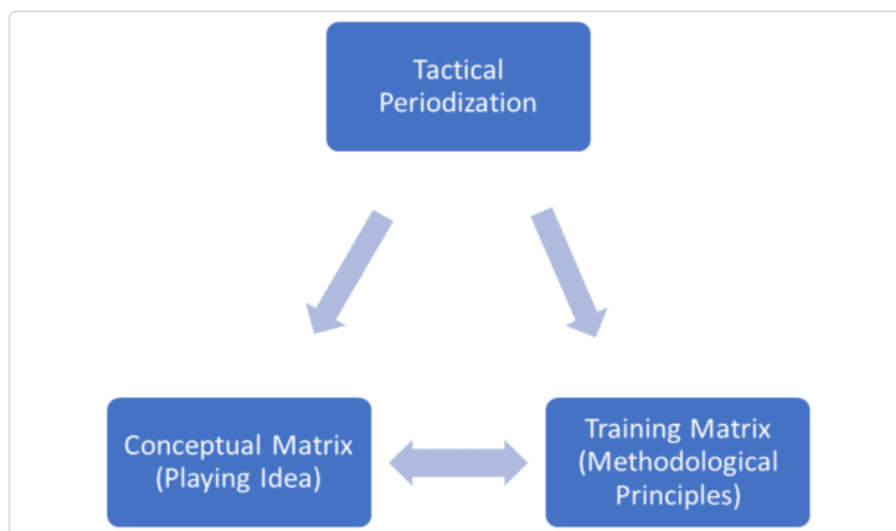 Tactical
Periodization
Conceptual Matrix
(Playing Idea)
Training Matrix
(Methodological
Principles)